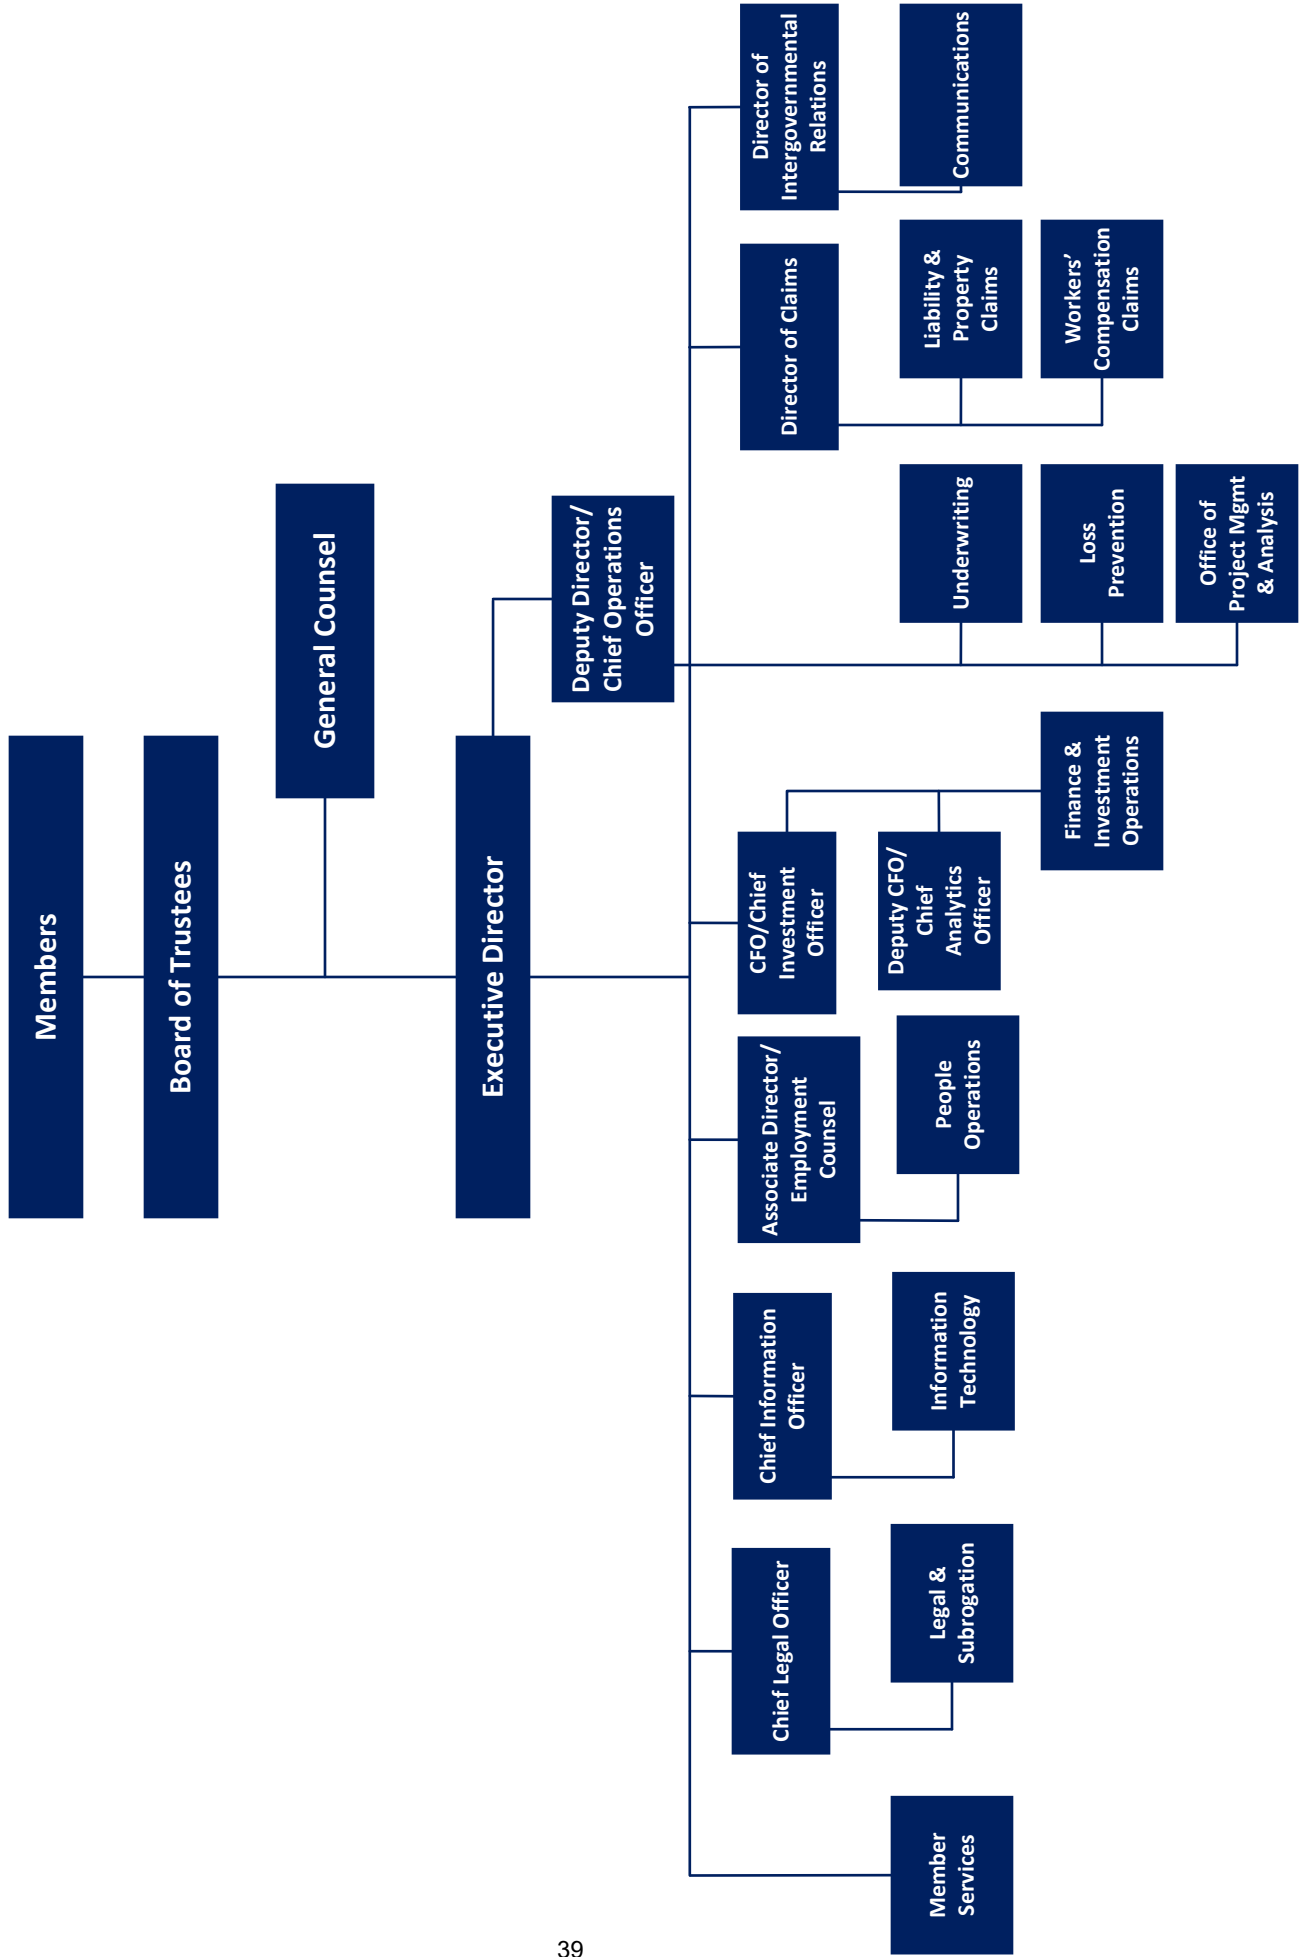 Members
Board of Trustees
General Counsel
Executive Director
Deputy Director/
Chief Operations
Officer
Member
Services
Chief Legal Officer
Legal &
Subrogation
Chief Information
Officer
Information
Technology
Associate Director/
Employment
Counsel
People
Operations
CFO/Chief
Investment
Officer
Deputy CFO/
Chief
Analytics
Officer
Finance &
Investment
Operations
Underwriting
Loss
Prevention
Office of
Project Mgmt
& Analysis
Director of Claims
Liability &
Property
Claims
Workers’
Compensation
Claims
Director of
Intergovernmental
Relations
Communications
39